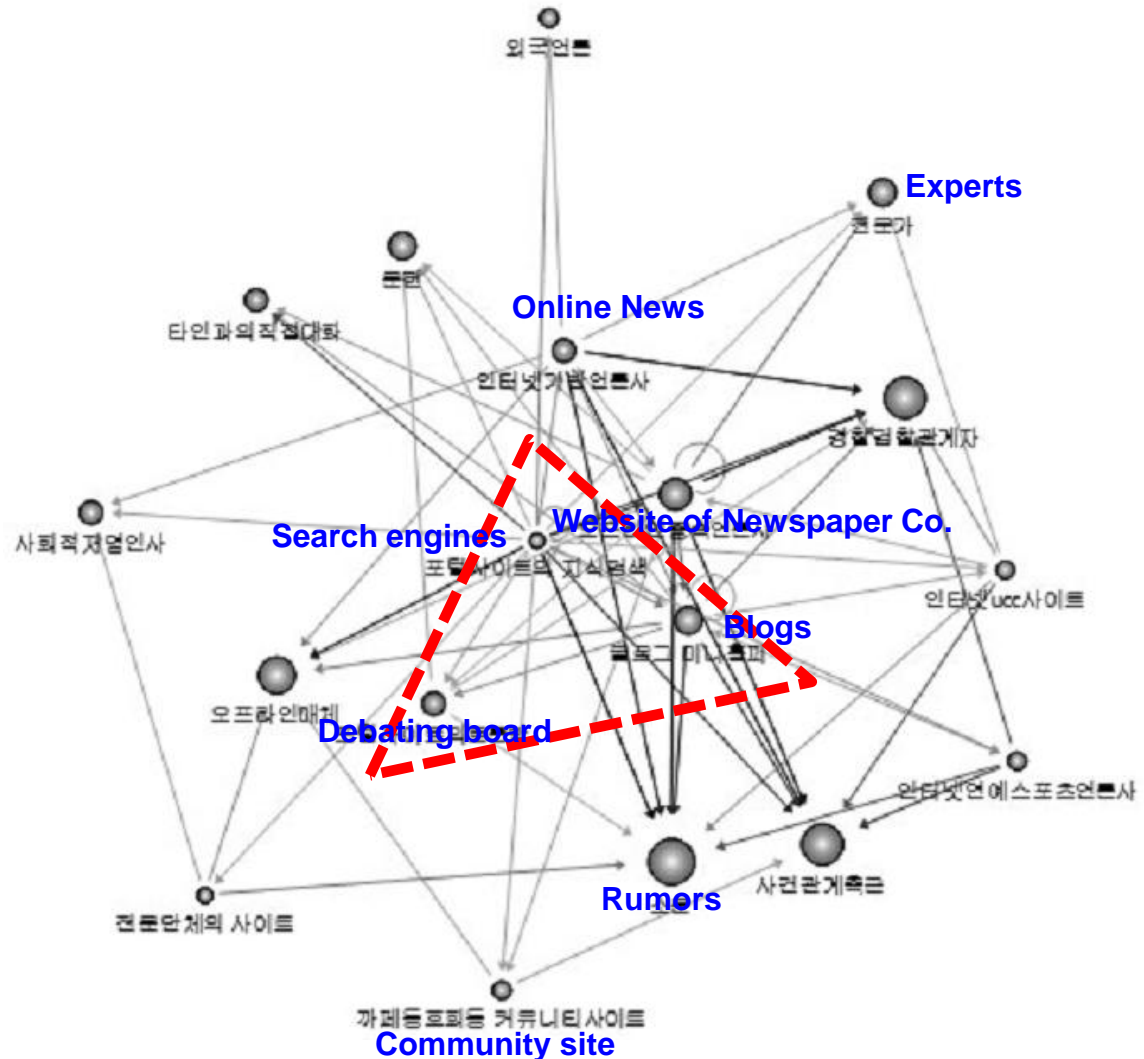 외국언론
Experts
전문가
문헌
Online News
타인과의직접대화
인터넷기반언론사
경찰검찰관계자
Website of Newspaper Co.
Search engines
사회적저명인사
포탈사이트의 지식검색
인터넷ucc사이트
Blogs
블로그 미니홈피
오프라인매체
Debating board
인터넷연예스포츠언론사
사건관계측근
Rumors
전문단체의 사이트
까페동호회등 커뮤니티사이트
Community site